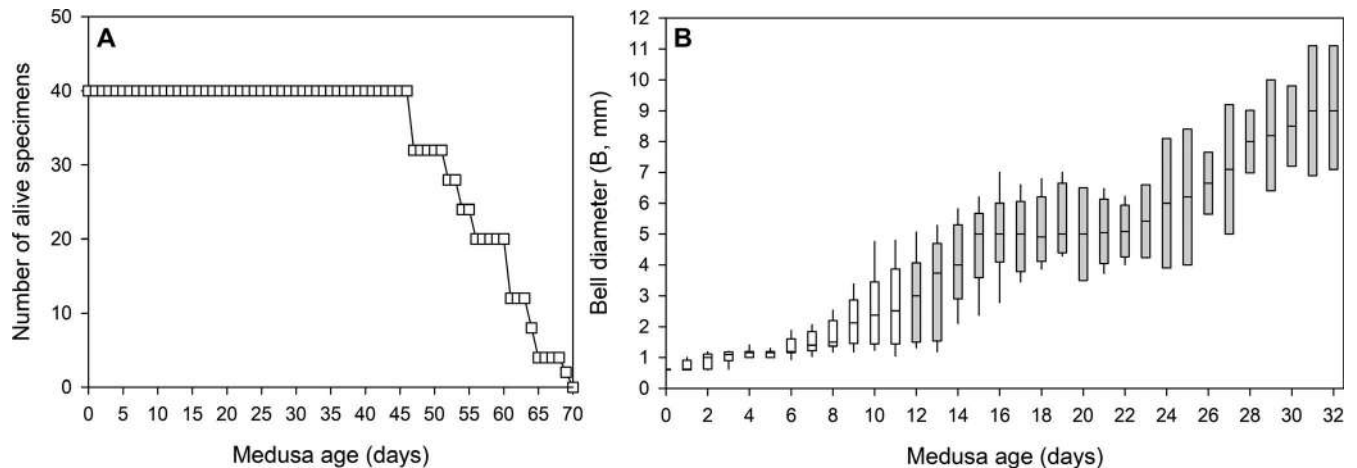 A
50
40
30
20
10
0
Number of alive specimens
0 5 10 15 20 25 30 35 40 45 50 55 60 65 70
Medusa age (days)
B
12
11
10
9
8
7
6
5
4
3
2
1
0
Bell diameter (B, mm)
0 2 4 6 8 10 12 14 16 18 20 22 24 26 28 30 32
Medusa age (days)